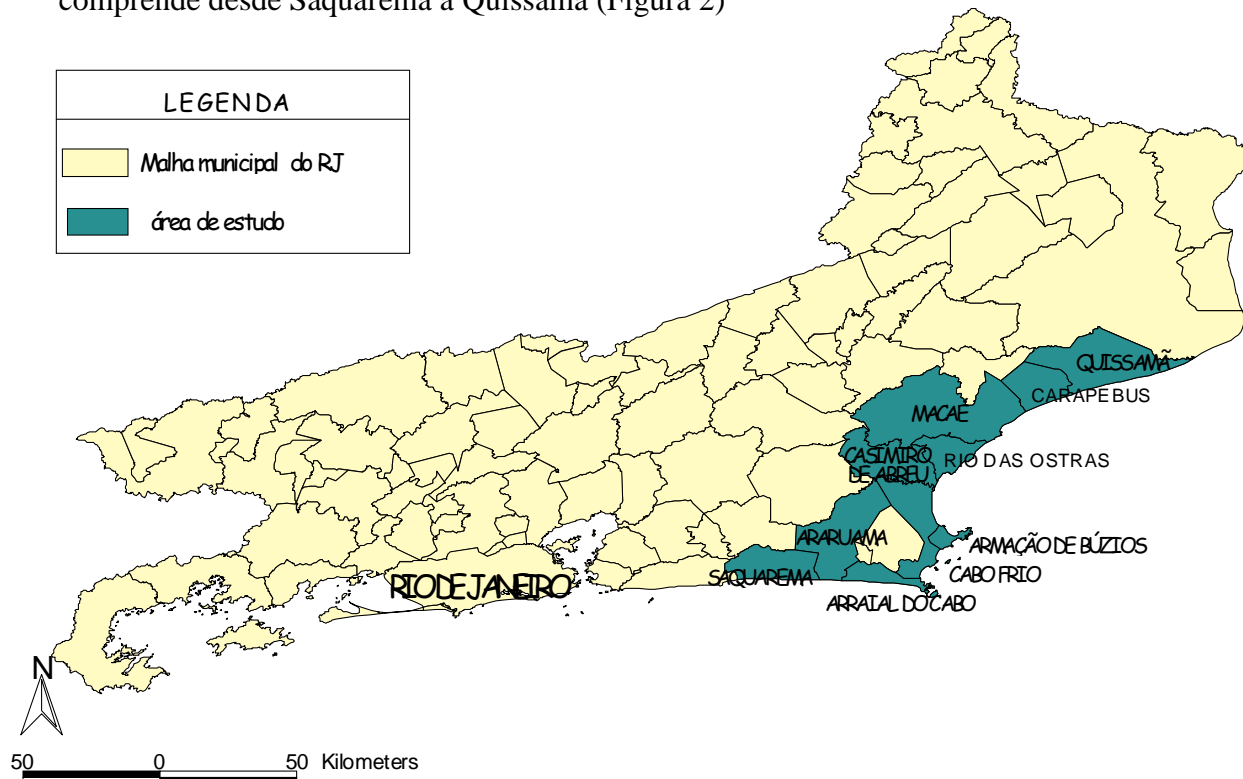 comprende desde Saquarema a Quissamã (Figura 2)
LEGENDA
Malha municipal do RJ
área de estudo
QUISSAMÃ
CARAPEBUS
MACAE
CASIMIRO
DE ABREU
RIO DAS OSTRAS
ARARUAMA
ARMAÇÃO DE BÚZIOS
CABO FRIO
SAQUAREMA
RIO DE JANEIRO
ARRAIAL DO CABO
N
50 0 50 Kilometers